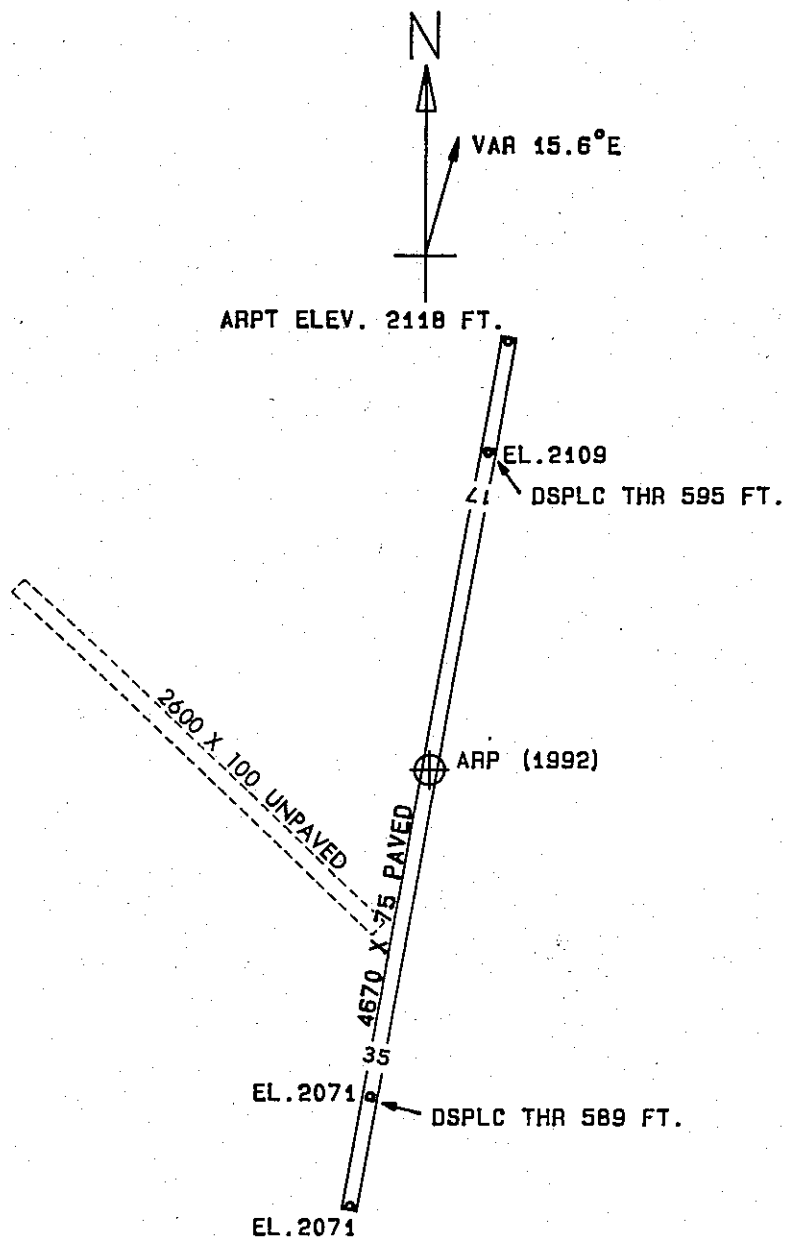 N
VAR 15.6°E
ARPT ELEV. 2118 FT.
EL.2109
DSPLC THR 595 FT.
17
2600 X 100 UNPAVED
ARP (1992)
4670 X 75 PAVED
35
EL.2071
DSPLC THR 589 FT.
EL.2071